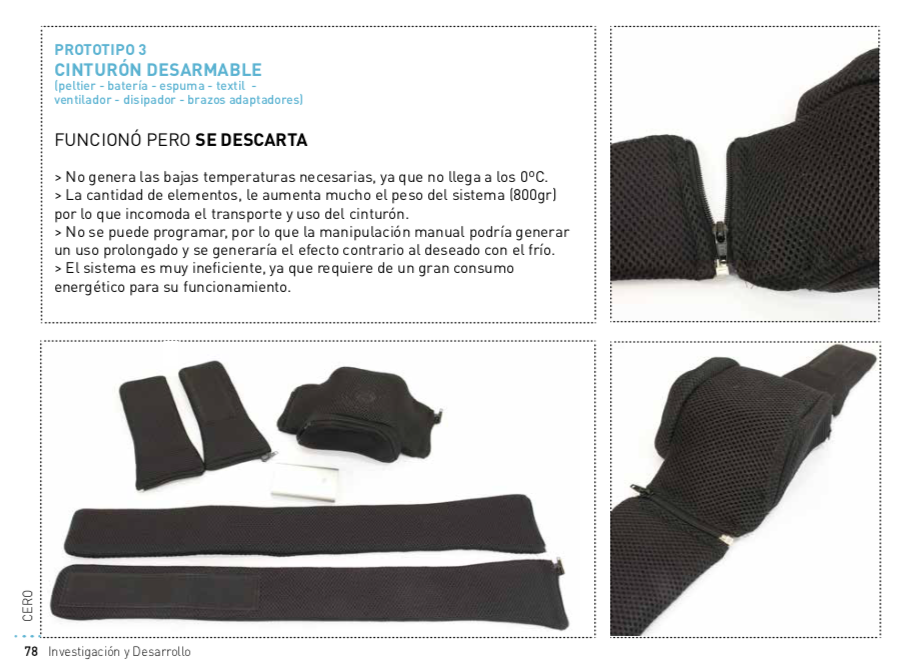 PROTOTIPO 3
CINTURÓN DESARMABLE
(peltier - batería - espuma - textil -
ventilador - disipador - brazos adaptadores)
FUNCIONÓ PERO SE DESCARTA
> No genera las bajas temperaturas necesarias, ya que no llega a los 0ºC.
> La cantidad de elementos, le aumenta mucho el peso del sistema (800gr)
por lo que incomoda el transporte y uso del cinturón.
> No se puede programar, por lo que la manipulación manual podría generar
un uso prolongado y se generaría el efecto contrario al deseado con el frío.
> El sistema es muy ineficiente, ya que requiere de un gran consumo
energético para su funcionamiento.
CERO
78 Investigación y Desarrollo